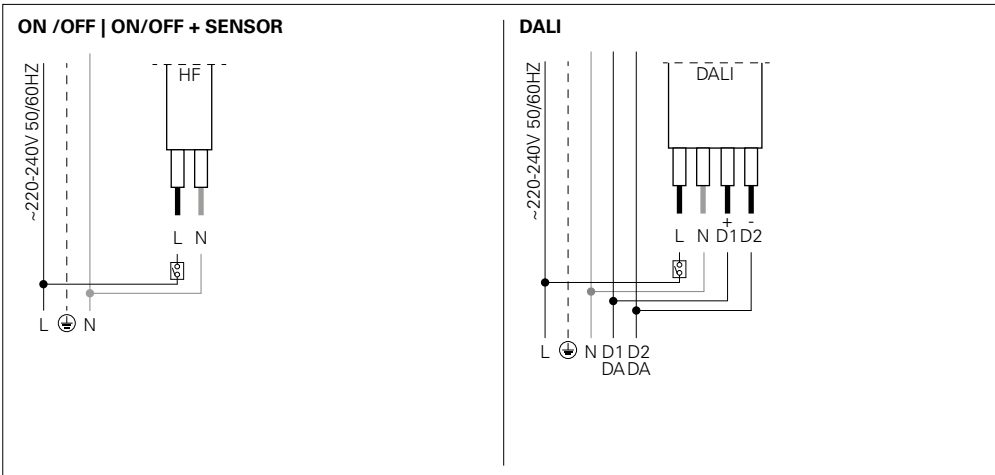 ON /OFF | ON/OFF + SENSOR
~220-240V 50/60HZ
HF
L N
L N
DALI
~220-240V 50/60HZ
DALI
+ -
L N D1 D2
L N D1 D2
DA DA